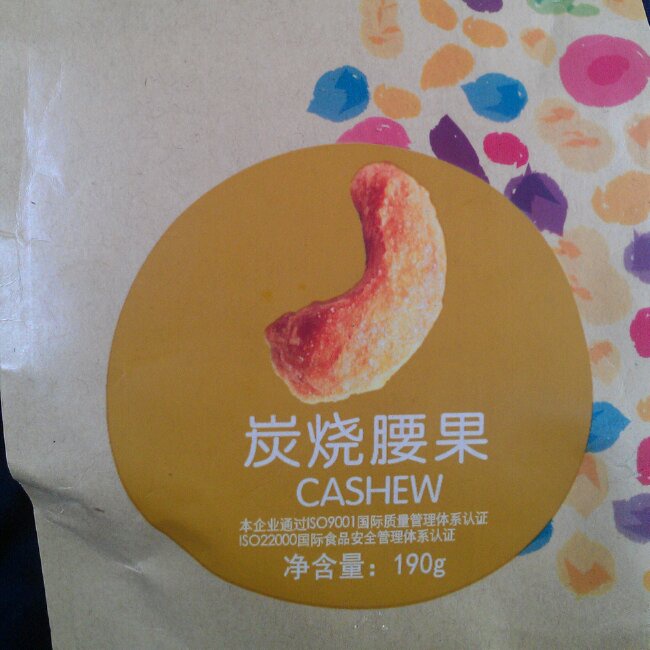 炭烧腰果
CASHEW
本企业通过ISO9001国际质量管理体系认证
ISO22000国际食品安全管理体系认证
净含量：190g